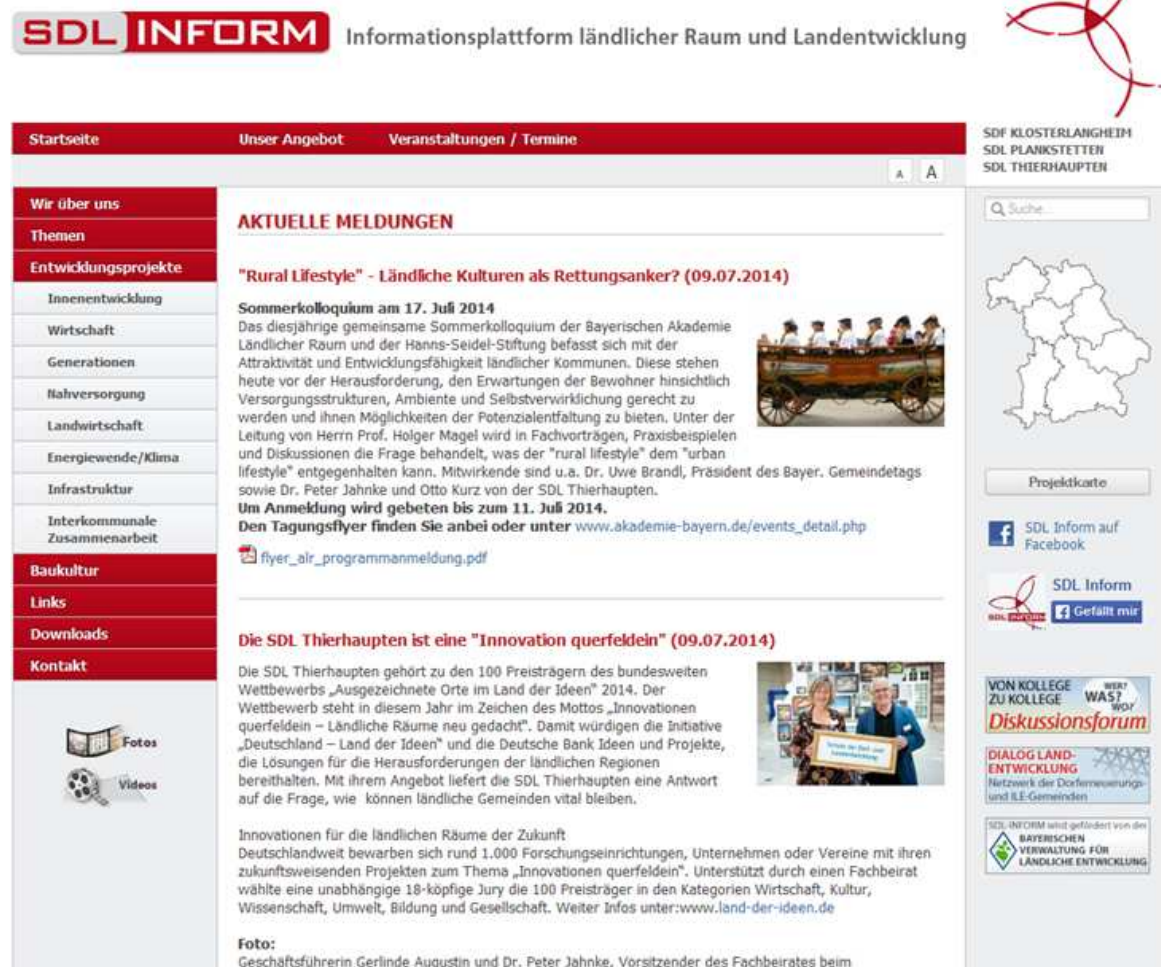 SDL INFORM Informationsplattform ländlicher Raum und Landentwicklung
Startseite
Unser Angebot
Veranstaltungen / Termine
SDF KLOSTERLANGHEIM
SDL PLANKSTETTEN
SDL THIERHAUPTEN
A A
Wir über uns
Themen
Entwicklungsprojekte
Innenentwicklung
Wirtschaft
Generationen
Nahversorgung
Landwirtschaft
Energiewende/Klima
Infrastruktur
Interkommunale
Zusammenarbeit
Baukultur
Links
Downloads
Kontakt
Fotos
Videos
AKTUELLE MELDUNGEN
"Rural Lifestyle" - Ländliche Kulturen als Rettungsanker? (09.07.2014)
Sommerkolloquium am 17. Juli 2014
Das diesjährige gemeinsame Sommerkolloquium der Bayerischen Akademie
Ländlicher Raum und der Hanns-Seidel-Stiftung befasst sich mit der
Attraktivität und Entwicklungsfähigkeit ländlicher Kommunen. Diese stehen
heute vor der Herausforderung, den Erwartungen der Bewohner hinsichtlich
Versorgungsstrukturen, Ambiente und Selbstverwirklichung gerecht zu
werden und ihnen Möglichkeiten der Potenzialentfaltung zu bieten. Unter der
Leitung von Herrn Prof. Holger Magel wird in Fachvorträgen, Praxisbeispielen
und Diskussionen die Frage behandelt, was der "rural lifestyle" dem "urban
lifestyle" entgegenhalten kann. Mitwirkende sind u.a. Dr. Uwe Brandl, Präsident des Bayer. Gemeindetags
sowie Dr. Peter Jahnke und Otto Kurz von der SDL Thierhaupten.
Um Anmeldung wird gebeten bis zum 11. Juli 2014.
Den Tagungsflyer finden Sie anbei oder unter www.akademie-bayern.de/events_detail.php
flyer_alr_programmanmeldung.pdf
Die SDL Thierhaupten ist eine "Innovation querfeldein" (09.07.2014)
Die SDL Thierhaupten gehört zu den 100 Preisträgern des bundesweiten
Wettbewerbs „Ausgezeichnete Orte im Land der Ideen" 2014. Der
Wettbewerb steht in diesem Jahr im Zeichen des Mottos „Innovationen
querfeldein – Ländliche Räume neu gedacht". Damit würdigen die Initiative
„Deutschland – Land der Ideen" und die Deutsche Bank Ideen und Projekte,
die Lösungen für die Herausforderungen der ländlichen Regionen
bereithalten. Mit ihrem Angebot liefert die SDL Thierhaupten eine Antwort
auf die Frage, wie können ländliche Gemeinden vital bleiben.
Innovationen für die ländlichen Räume der Zukunft
Deutschlandweit bewarben sich rund 1.000 Forschungseinrichtungen, Unternehmen oder Vereine mit ihren
zukunftsweisenden Projekten zum Thema „Innovationen querfeldein". Unterstützt durch einen Fachbeirat
wählte eine unabhängige 18-köpfige Jury die 100 Preisträger in den Kategorien Wirtschaft, Kultur,
Wissenschaft, Umwelt, Bildung und Gesellschaft. Weiter Infos unter:www.land-der-ideen.de
Foto:
Geschäftsführerin Gerlinde Augustin und Dr. Peter Jahnke, Vorsitzender des Fachbeirates beim
Suche...
Projektkarte
SDL Inform auf
Facebook
SDL Inform
SDL INFORM
Gefällt mir
VON KOLLEGE
ZU KOLLEGE
WER?
WAS?
WO?
Diskussionsforum
DIALOG LAND-
ENTWICKLUNG
Netzwerk der Dorferneuerungs-
und ILE-Gemeinden
SDL-INFORM wird gefördert von der
BAYERISCHEN
VERWALTUNG FÜR
LÄNDLICHE ENTWICKLUNG